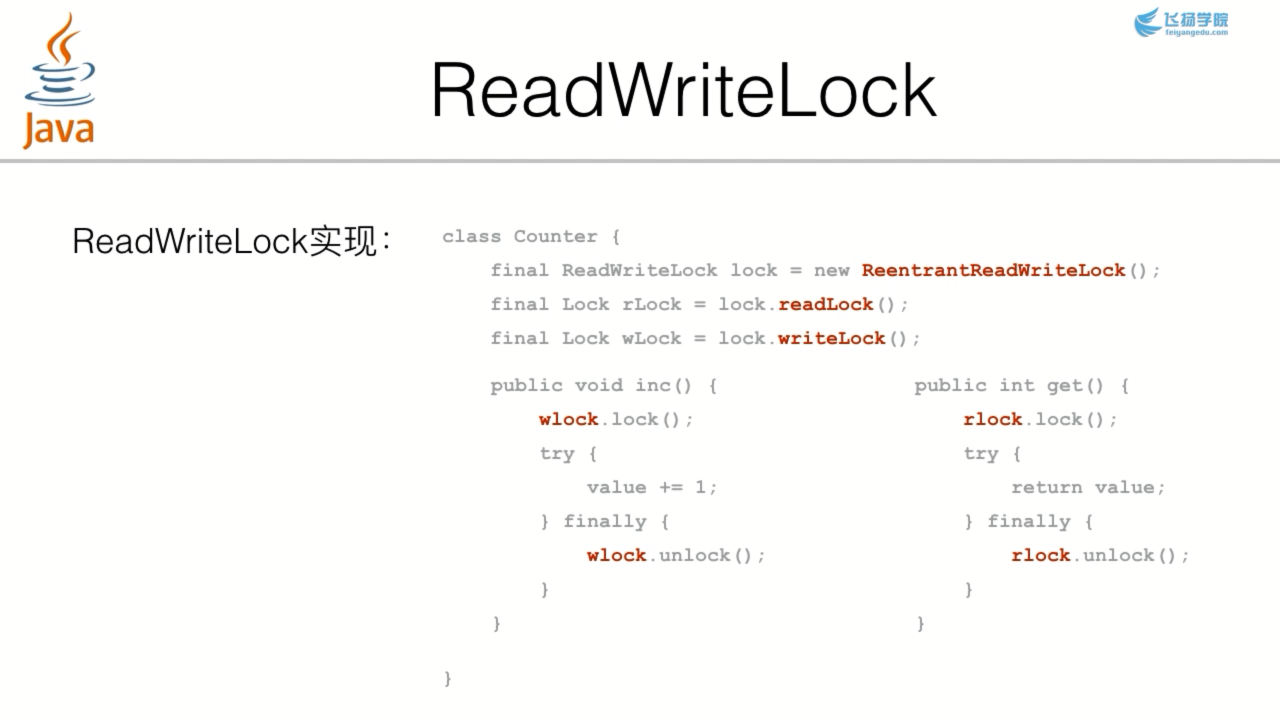 Java
飞扬学院
feiyangedu.com
ReadWriteLock
ReadWriteLock实现：
class Counter {
final ReadWriteLock lock = new ReentrantReadWriteLock();
final Lock rLock = lock.readLock();
final Lock wLock = lock.writeLock();
public void inc() {
wlock.lock();
try {
value += 1;
} finally {
wlock.unlock();
}
}
public int get() {
rlock.lock();
try {
return value;
} finally {
rlock.unlock();
}
}
}